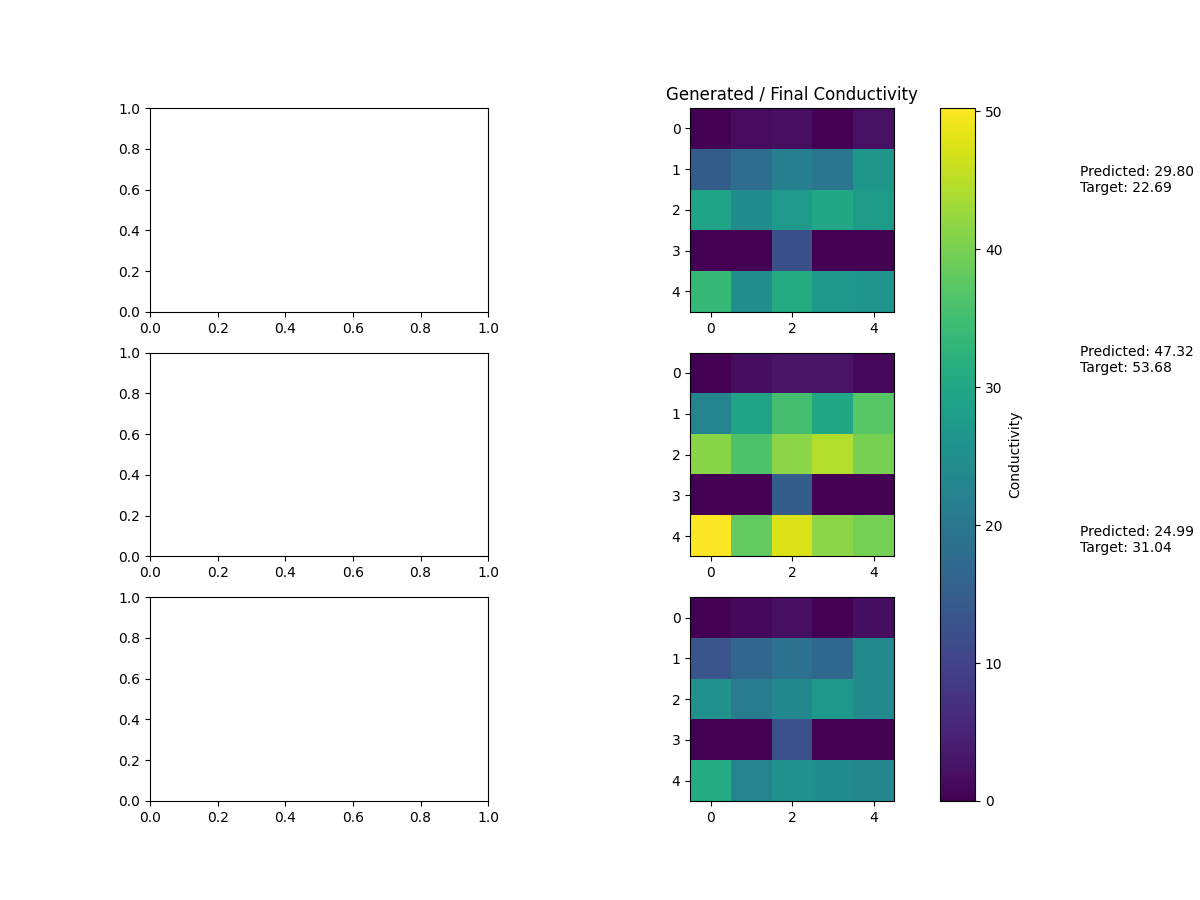 Generated / Final Conductivity
1.0
0.8
0.6
0.4
0.2
0.0
0.0 0.2 0.4 0.6 0.8 1.0
0
1
2
3
4
0 2 4
1.0
0.8
0.6
0.4
0.2
0.0
0.0 0.2 0.4 0.6 0.8 1.0
0
1
2
3
4
0 2 4
1.0
0.8
0.6
0.4
0.2
0.0
0.0 0.2 0.4 0.6 0.8 1.0
0
1
2
3
4
0 2 4
50
40
30
20
10
0
Conductivity
Predicted: 29.80
Target: 22.69
Predicted: 47.32
Target: 53.68
Predicted: 24.99
Target: 31.04